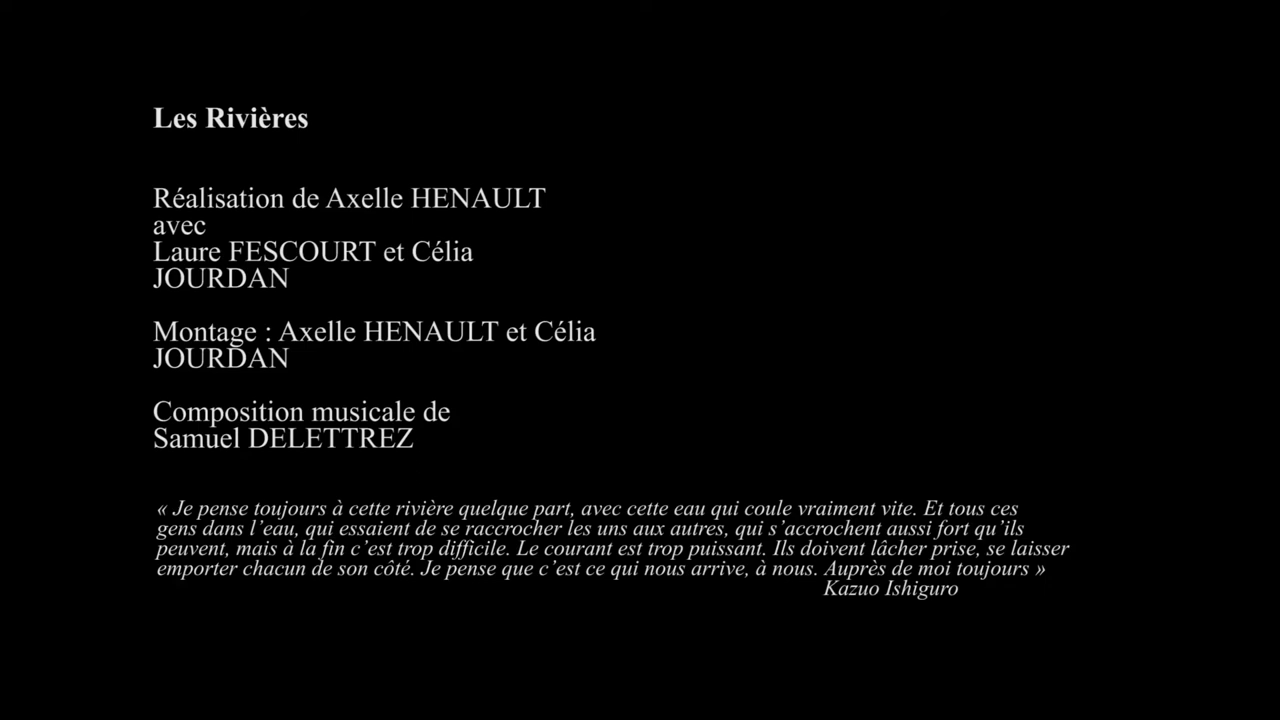 Les Rivières
Réalisation de Axelle HENAULT
avec
Laure FESCOURT et Célia
JOURDAN
Montage : Axelle HENAULT et Célia
JOURDAN
Composition musicale de
Samuel DELETTREZ
« Je pense toujours à cette rivière quelque part, avec cette eau qui coule vraiment vite. Et tous ces
gens dans l’eau, qui essaient de se raccrocher les uns aux autres, qui s’accrochent aussi fort qu’ils
peuvent, mais à la fin c’est trop difficile. Le courant est trop puissant. Ils doivent lâcher prise, se laisser
emporter chacun de son côté. Je pense que c’est ce qui nous arrive, à nous. Auprès de moi toujours »
Kazuo Ishiguro